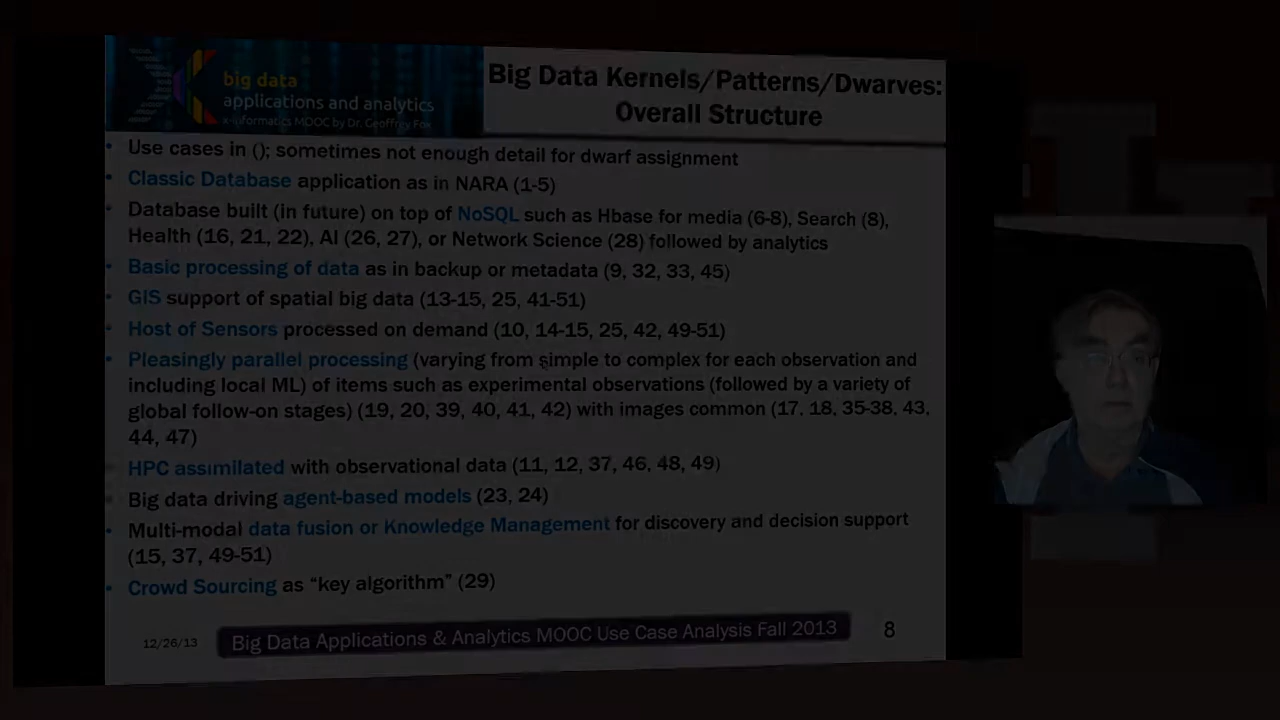 big data
applications and analytics
x-informatics MOOC by Dr. Geoffrey Fox
Big Data Kernels/Patterns/Dwarves:
Overall Structure
• Use cases in (); sometimes not enough detail for dwarf assignment
• Classic Database application as in NARA (1-5)
• Database built (in future) on top of NoSQL such as Hbase for media (6-8), Search (8),
Health (16, 21, 22), AI (26, 27), or Network Science (28) followed by analytics
• Basic processing of data as in backup or metadata (9, 32, 33, 45)
• GIS support of spatial big data (13-15, 25, 41-51)
• Host of Sensors processed on demand (10, 14-15, 25, 42, 49-51)
• Pleasingly parallel processing (varying from simple to complex for each observation and
including local ML) of items such as experimental observations (followed by a variety of
global follow-on stages) (19, 20, 39, 40, 41, 42) with images common (17, 18, 35-38, 43,
44, 47)
• HPC assimilated with observational data (11, 12, 37, 46, 48, 49)
• Big data driving agent-based models (23, 24)
• Multi-modal data fusion or Knowledge Management for discovery and decision support
(15, 37, 49-51)
• Crowd Sourcing as “key algorithm” (29)
12/26/13
Big Data Applications & Analytics MOOC Use Case Analysis Fall 2013
8